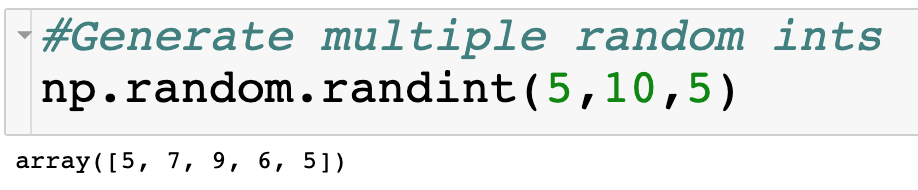 #Generate multiple random ints
np.random.randint(5,10,5)
array([5, 7, 9, 6, 5])